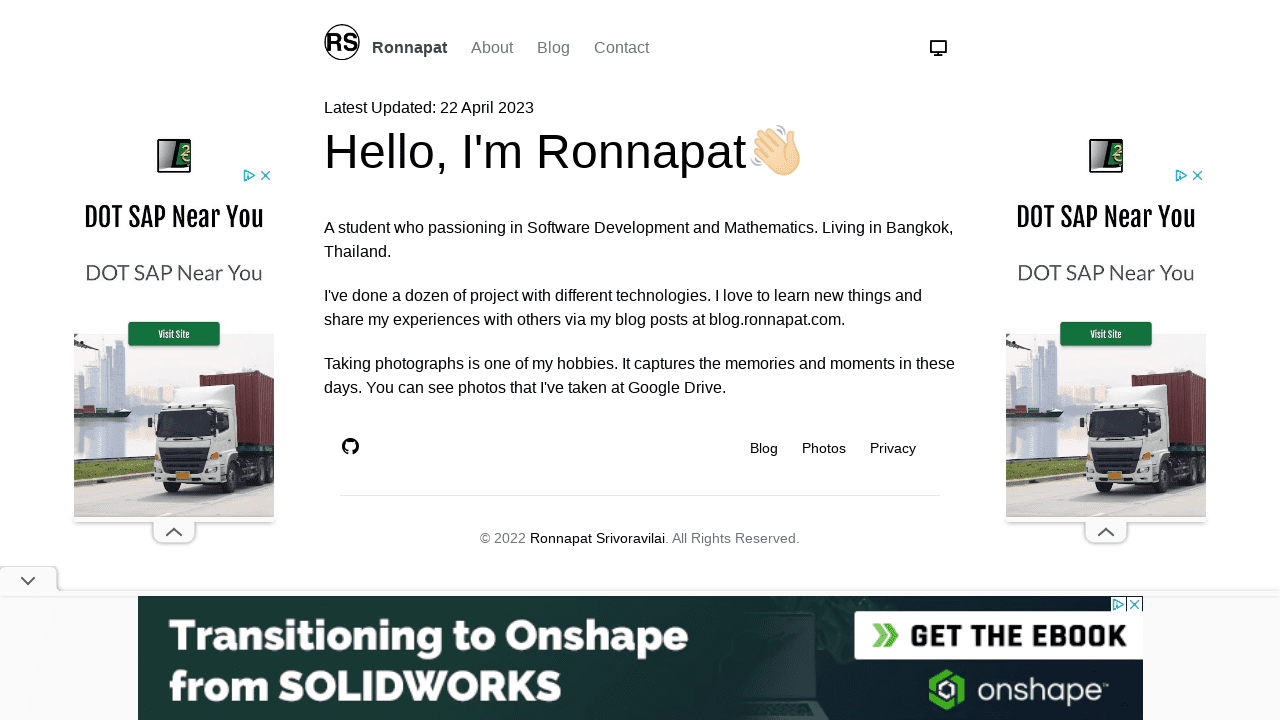 RS Ronnapat About Blog Contact
Latest Updated: 22 April 2023
Hello, I'm Ronnapat
A student who passioning in Software Development and Mathematics. Living in Bangkok,
Thailand.
I've done a dozen of project with different technologies. I love to learn new things and
share my experiences with others via my blog posts at blog.ronnapat.com.
Taking photographs is one of my hobbies. It captures the memories and moments in these
days. You can see photos that I've taken at Google Drive.
Blog Photos Privacy
© 2022 Ronnapat Srivoravilai. All Rights Reserved.
DOT SAP Near You
DOT SAP Near You
Visit Site
DOT SAP Near You
DOT SAP Near You
Visit Site
Transitioning to Onshape
from SOLIDWORKS
GET THE EBOOK
onshape™